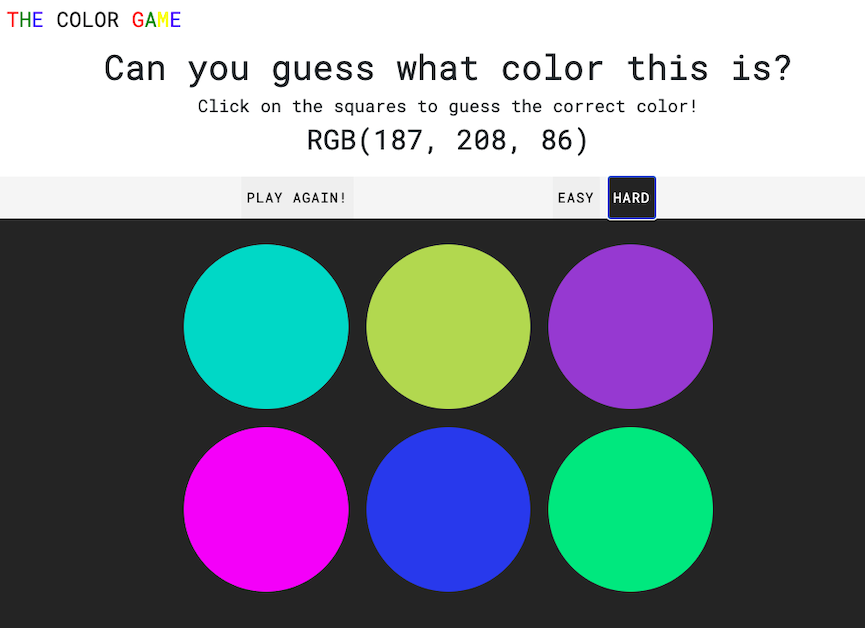 THE COLOR GAME
Can you guess what color this is?
Click on the squares to guess the correct color!
RGB(187, 208, 86)
PLAY AGAIN! EASY HARD